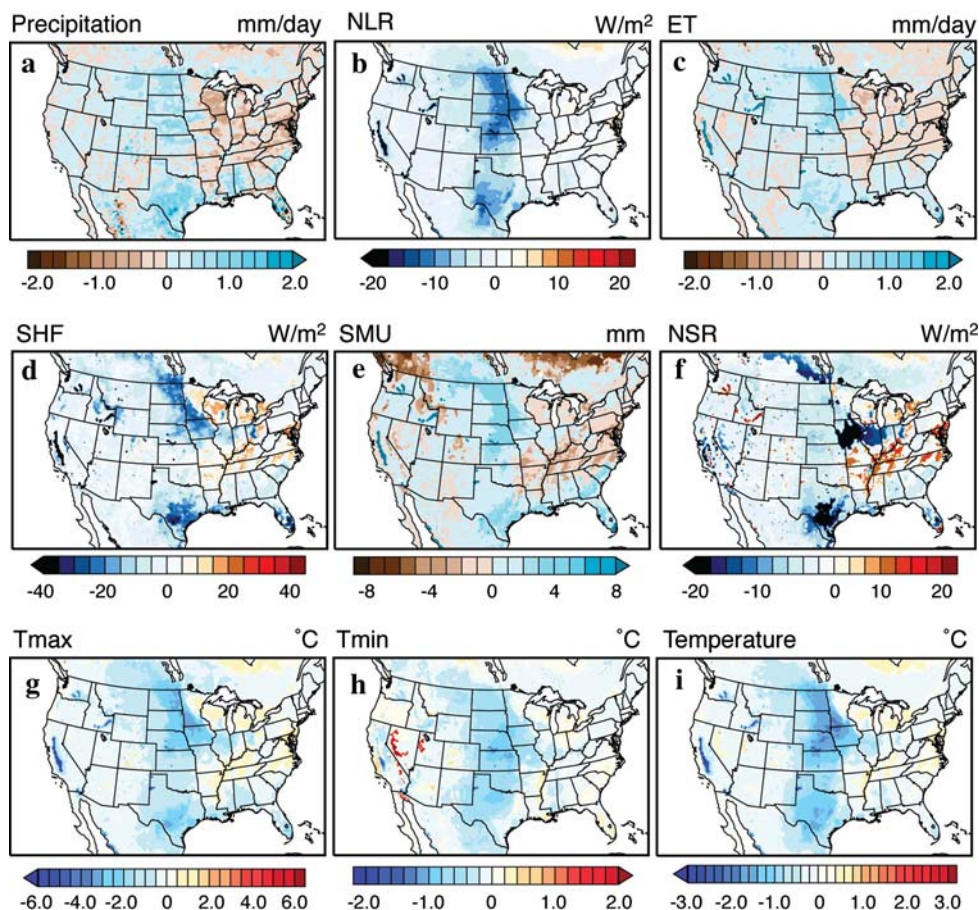 Precipitation mm/day NLR W/m² ET mm/day
a b c
-2.0 -1.0 0 1.0 2.0 -20 -10 0 10 20 -2.0 -1.0 0 1.0 2.0
SHF W/m² SMU mm NSR W/m²
d e f
-40 -20 0 20 40 -8 -4 0 4 8 -20 -10 0 10 20
Tmax °C Tmin °C Temperature °C
g h i
-6.0 -4.0 -2.0 0 2.0 4.0 6.0 -2.0 -1.0 0 1.0 2.0 -3.0 -2.0 -1.0 0 1.0 2.0 3.0